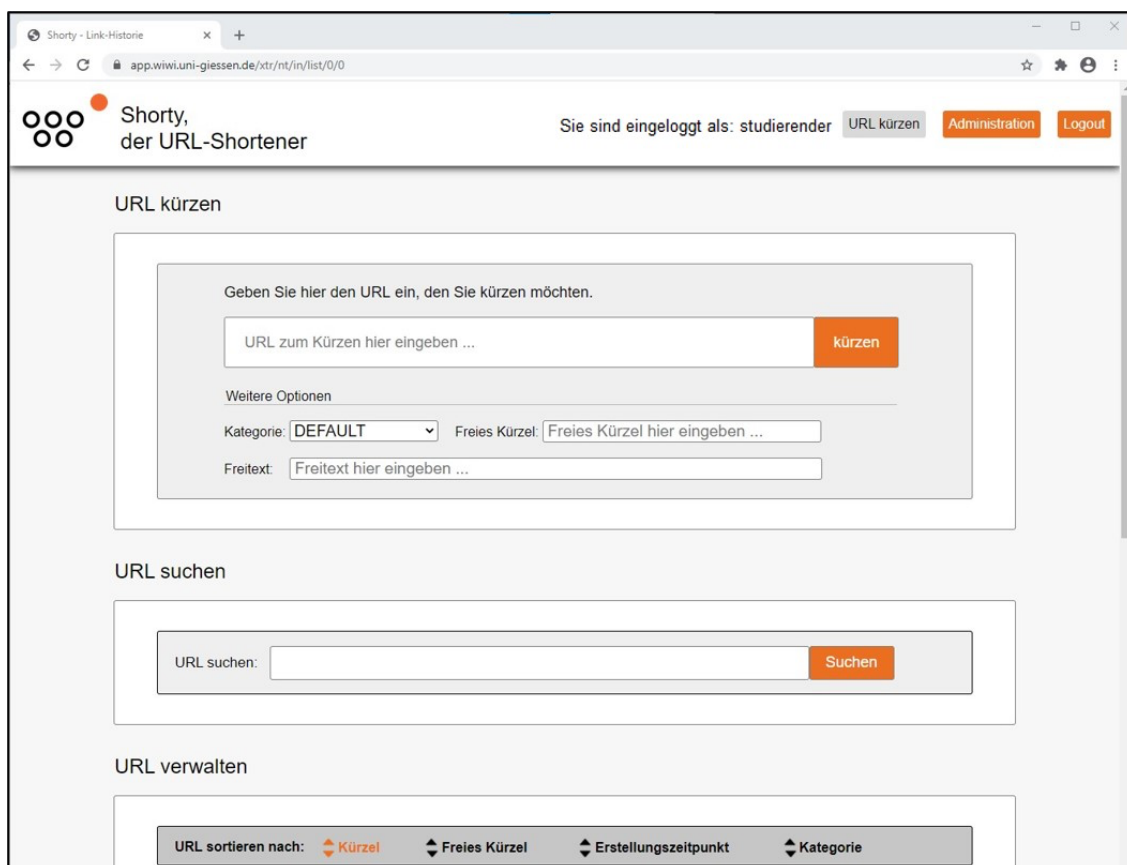 Shorty - Link-Historie
app.wiwi.uni-giessen.de/xtr/nt/in/list/0/0
Shorty,
der URL-Shortener
Sie sind eingeloggt als: studierender URL kürzen Administration Logout
URL kürzen
Geben Sie hier den URL ein, den Sie kürzen möchten.
URL zum Kürzen hier eingeben ... kürzen
Weitere Optionen
Kategorie: DEFAULT Freies Kürzel: Freies Kürzel hier eingeben ...
Freitext: Freitext hier eingeben ...
URL suchen
URL suchen: Suchen
URL verwalten
URL sortieren nach: Kürzel Freies Kürzel Erstellungszeitpunkt Kategorie